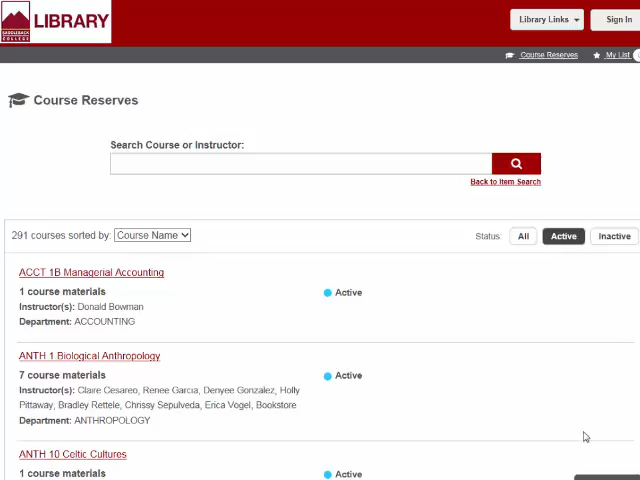 LIBRARY
SADDLEBACK
COLLEGE
Library Links
Sign In
Course Reserves
My List
Course Reserves
Search Course or Instructor:
Back to Item Search
291 courses sorted by: Course Name
Status: All Active Inactive
ACCT 1B Managerial Accounting
1 course materials
Active
Instructor(s): Donald Bowman
Department: ACCOUNTING
ANTH 1 Biological Anthropology
7 course materials
Active
Instructor(s): Claire Cesareo, Renee Garcia, Denyee Gonzalez, Holly
Pittaway, Bradley Rettele, Chrissy Sepulveda, Erica Vogel, Bookstore
Department: ANTHROPOLOGY
ANTH 10 Celtic Cultures
1 course materials
Active